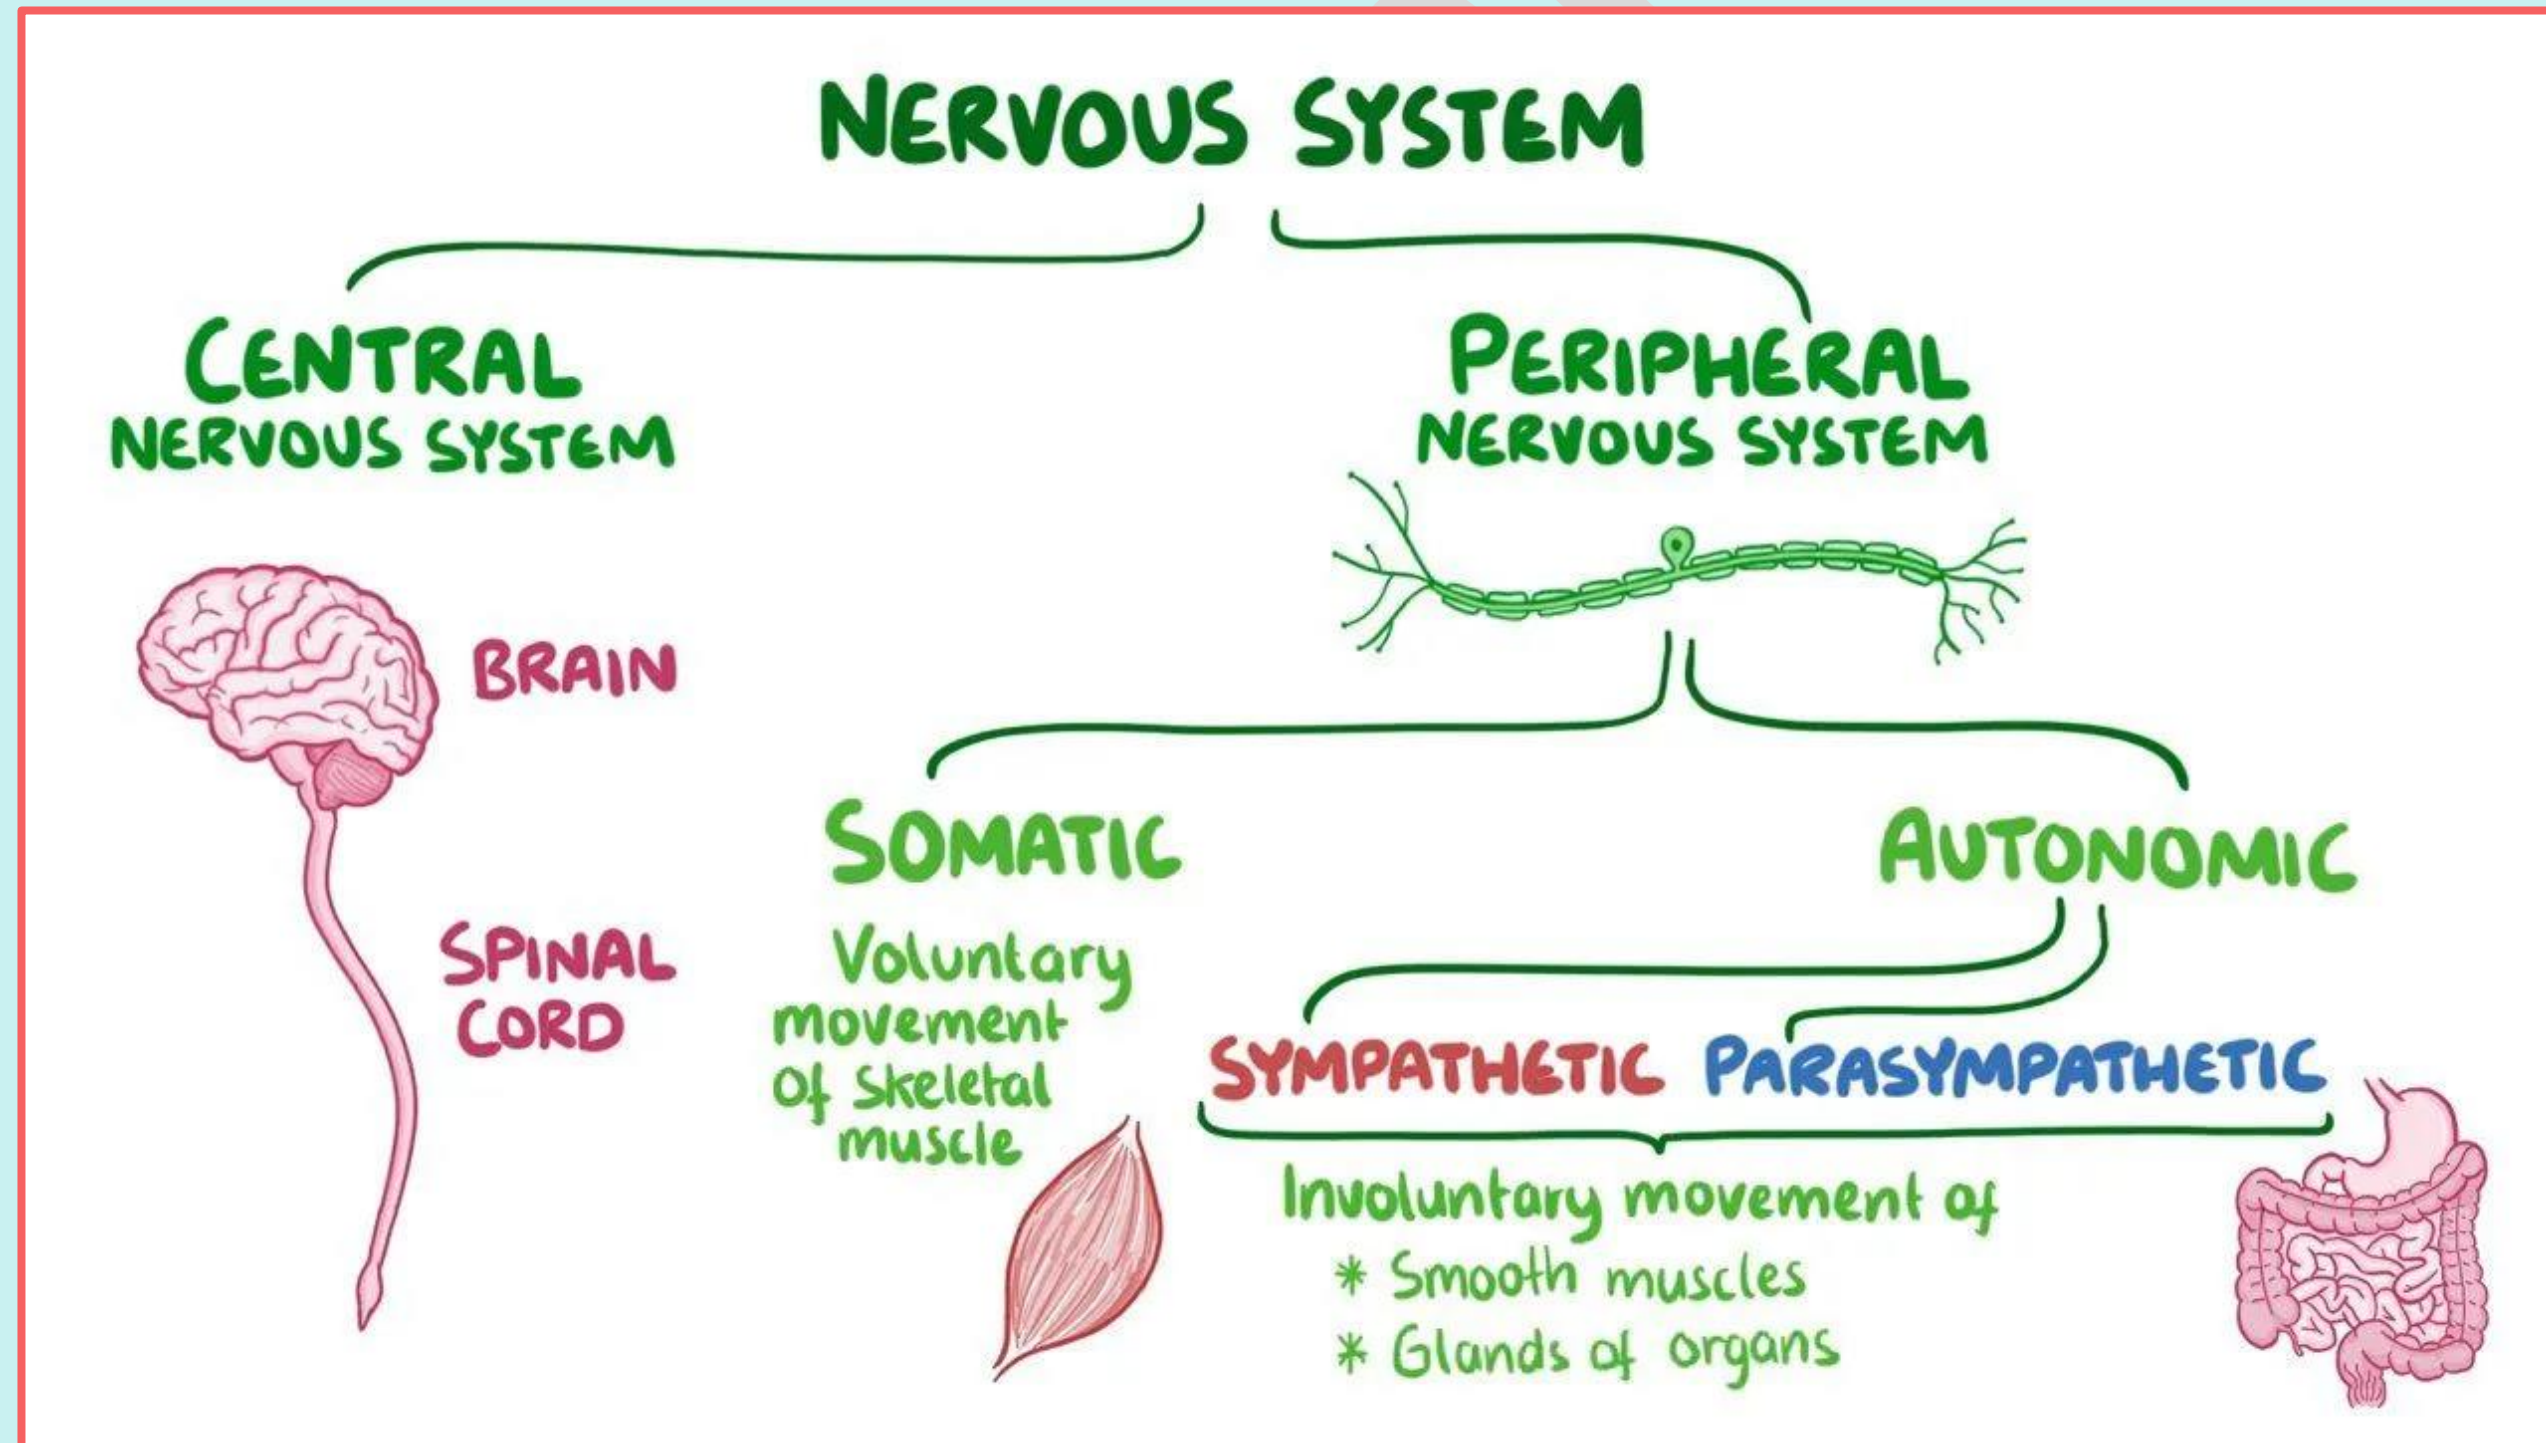 NERVOUS SYSTEM
CENTRAL
NERVOUS SYSTEM
BRAIN
SPINAL
CORD
PERIPHERAL
NERVOUS SYSTEM
SOMATIC
Voluntary
movement
of skeletal
muscle
AUTONOMIC
SYMPATHETIC PARASYMPATHETIC
Involuntary movement of
* Smooth muscles
* Glands of organs